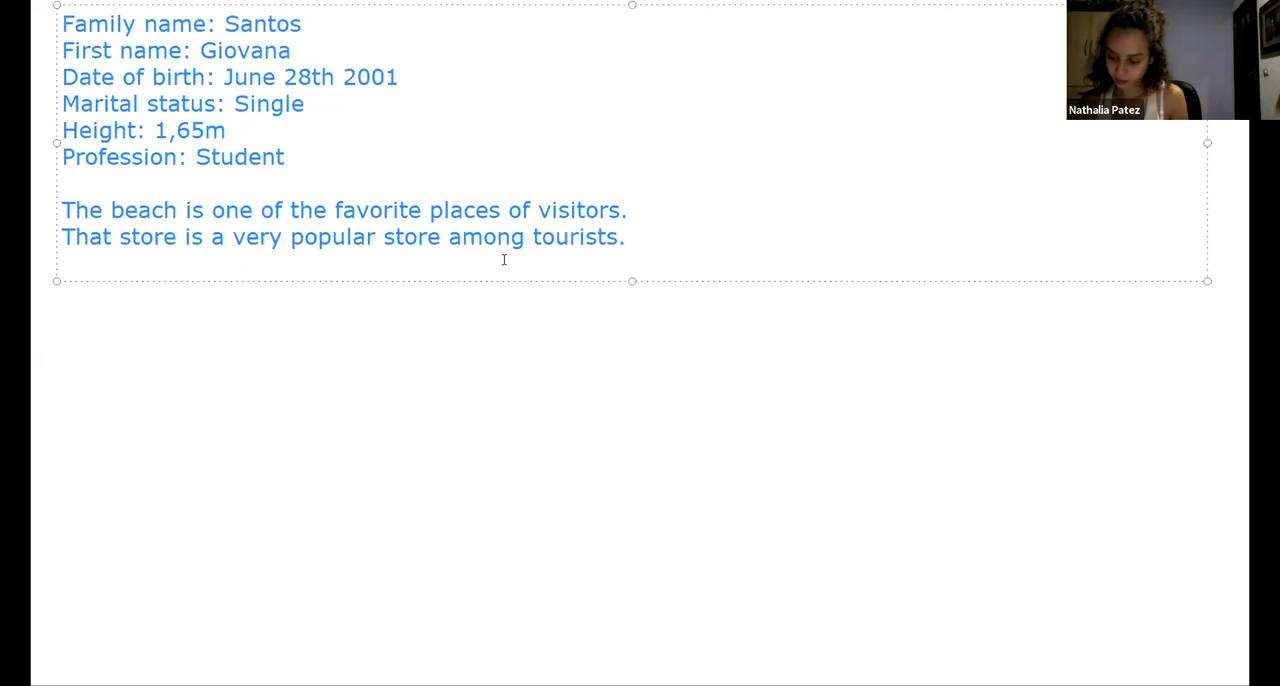 Family name: Santos
First name: Giovana
Date of birth: June 28th 2001
Marital status: Single
Height: 1,65m
Profession: Student
The beach is one of the favorite places of visitors.
That store is a very popular store among tourists.
Nathalia Patez